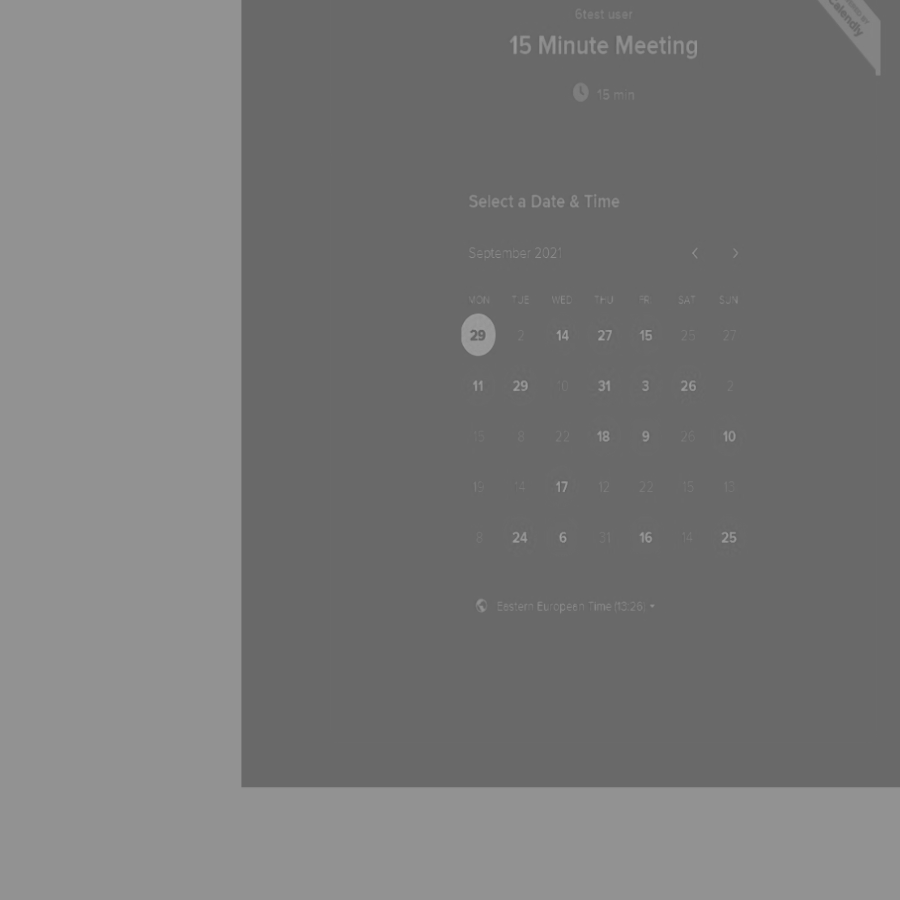 6test user
15 Minute Meeting
15 min
Calendly
Select a Date & Time
September 2021
MON TUE WED THU FRI SAT SUN
29 2 14 27 15 26 27
11 29 10 31 3 26 2
8 22 18 9 26 10
19 14 17 12 22 15 13
8 24 6 31 16 14 25
Eastern European Time (13:26)